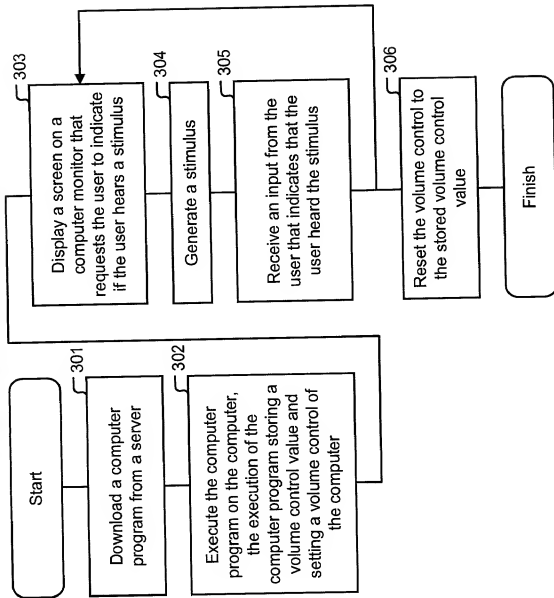 Start
301
Download a computer
program from a server
302
Execute the computer
program on the computer,
the execution of the
computer program storing a
volume control value and
setting a volume control of
the computer
303
Display a screen on a
computer monitor that
requests the user to indicate
if the user hears a stimulus
304
Generate a stimulus
305
Receive an input from the
user that indicates that the
user heard the stimulus
306
Reset the volume control to
the stored volume control
value
Finish